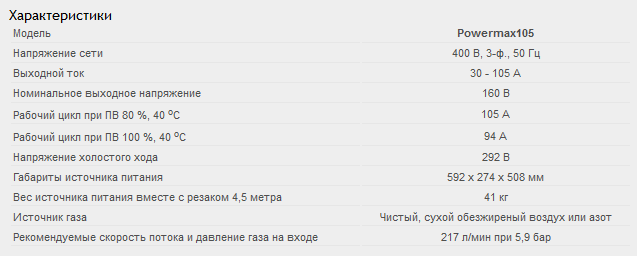 Характеристики
Модель Powermax105
Напряжение сети 400 В, 3-ф., 50 Гц
Выходной ток 30 - 105 А
Номинальное выходное напряжение 160 В
Рабочий цикл при ПВ 80 %, 40 ºС 105 А
Рабочий цикл при ПВ 100 %, 40 ºС 94 А
Напряжение холостого хода 292 В
Габариты источника питания 592 x 274 x 508 мм
Вес источника питания вместе с резаком 4,5 метра 41 кг
Источник газа Чистый, сухой обезжиреный воздух или азот
Рекомендуемые скорость потока и давление газа на входе 217 л/мин при 5,9 бар